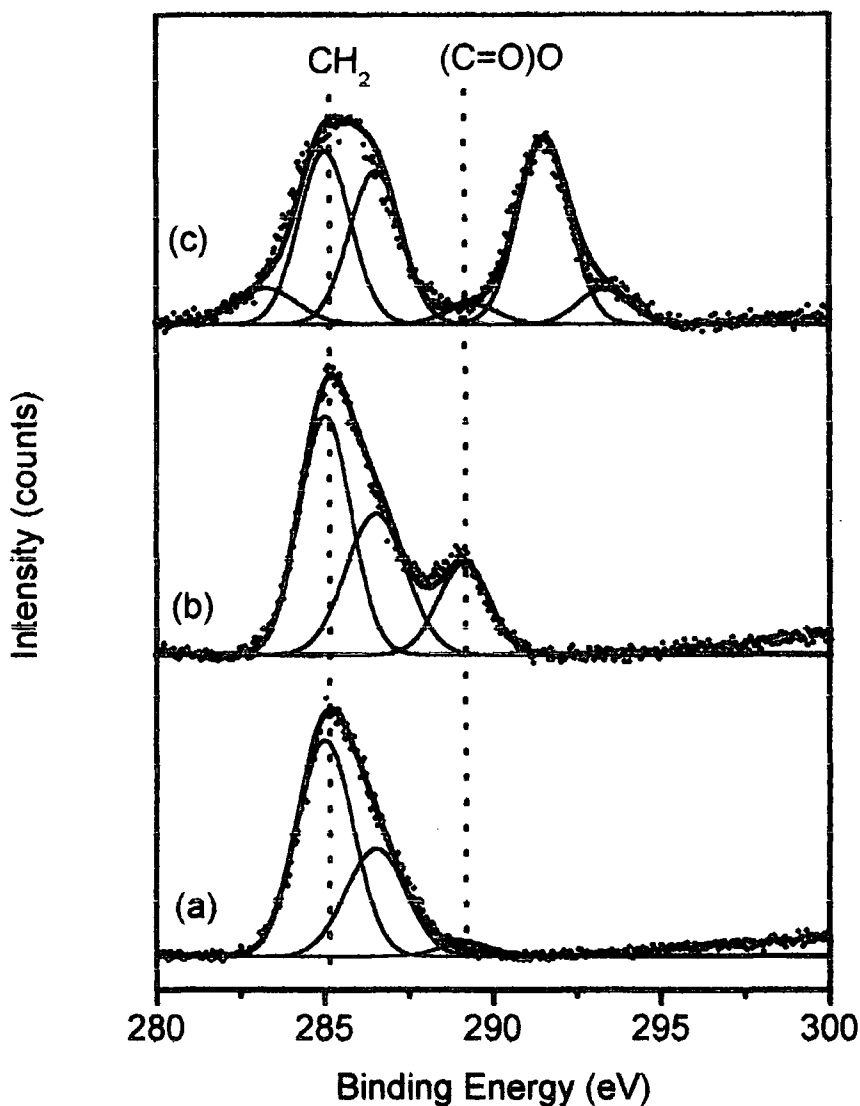 CH₂ (C=O)O
(c)
(b)
(a)
Intensity (counts)
280 285 290 295 300
Binding Energy (eV)